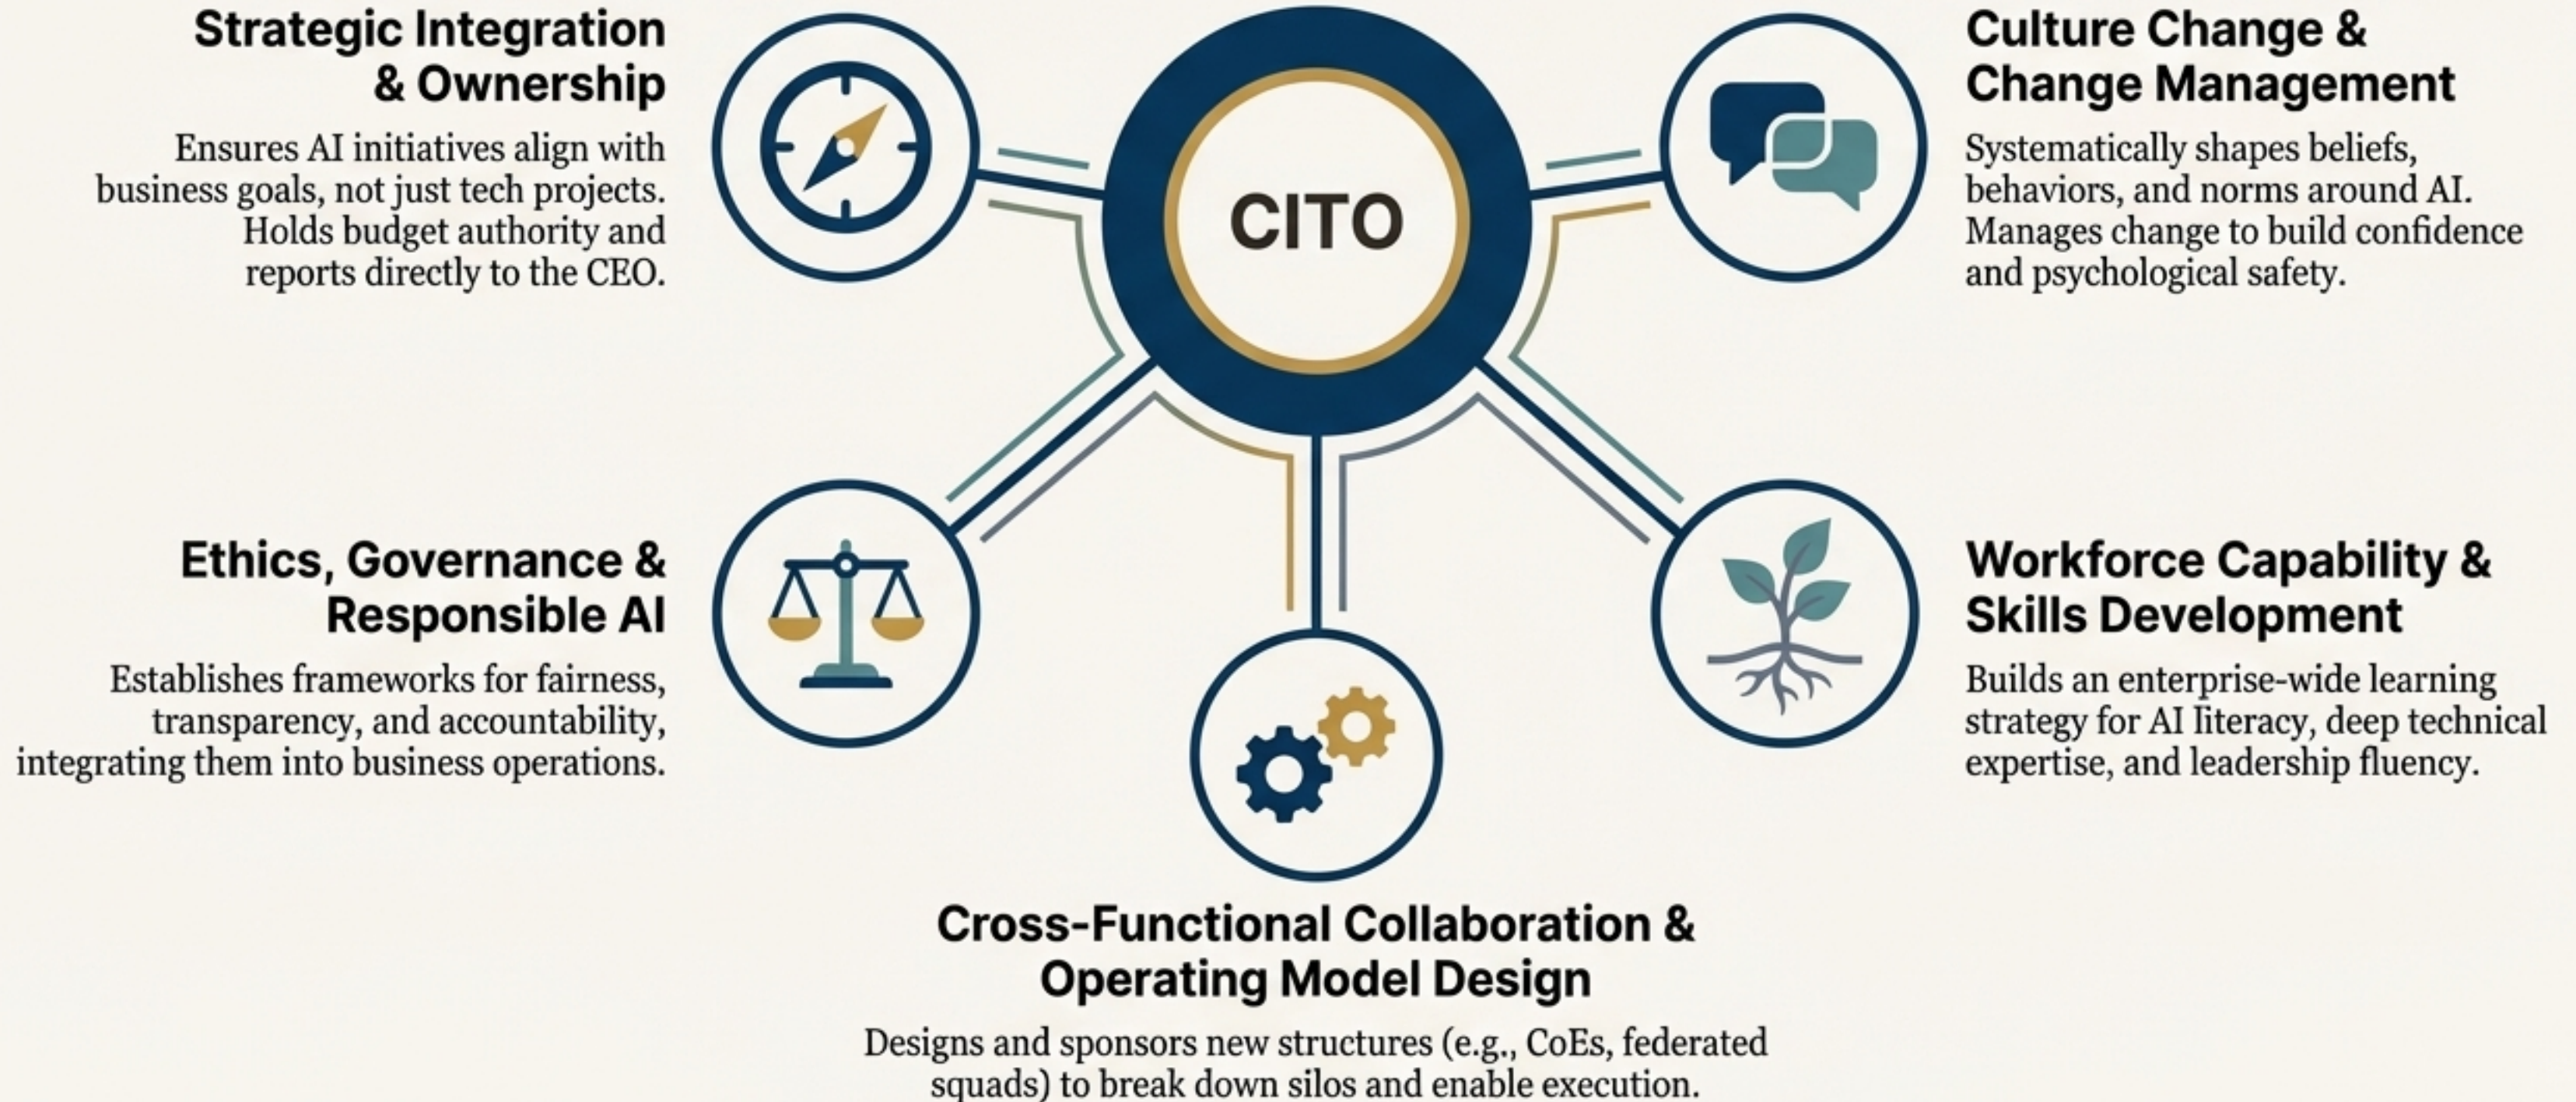 Strategic Integration
& Ownership
Ensures AI initiatives align with
business goals, not just tech projects.
Holds budget authority and
reports directly to the CEO.
CITO
Culture Change &
Change Management
Systematically shapes beliefs,
behaviors, and norms around AI.
Manages change to build confidence
and psychological safety.
Ethics, Governance &
Responsible AI
Establishes frameworks for fairness,
transparency, and accountability,
integrating them into business operations.
Workforce Capability &
Skills Development
Builds an enterprise-wide learning
strategy for AI literacy, deep technical
expertise, and leadership fluency.
Cross-Functional Collaboration &
Operating Model Design
Designs and sponsors new structures (e.g., CoEs, federated
squads) to break down silos and enable execution.